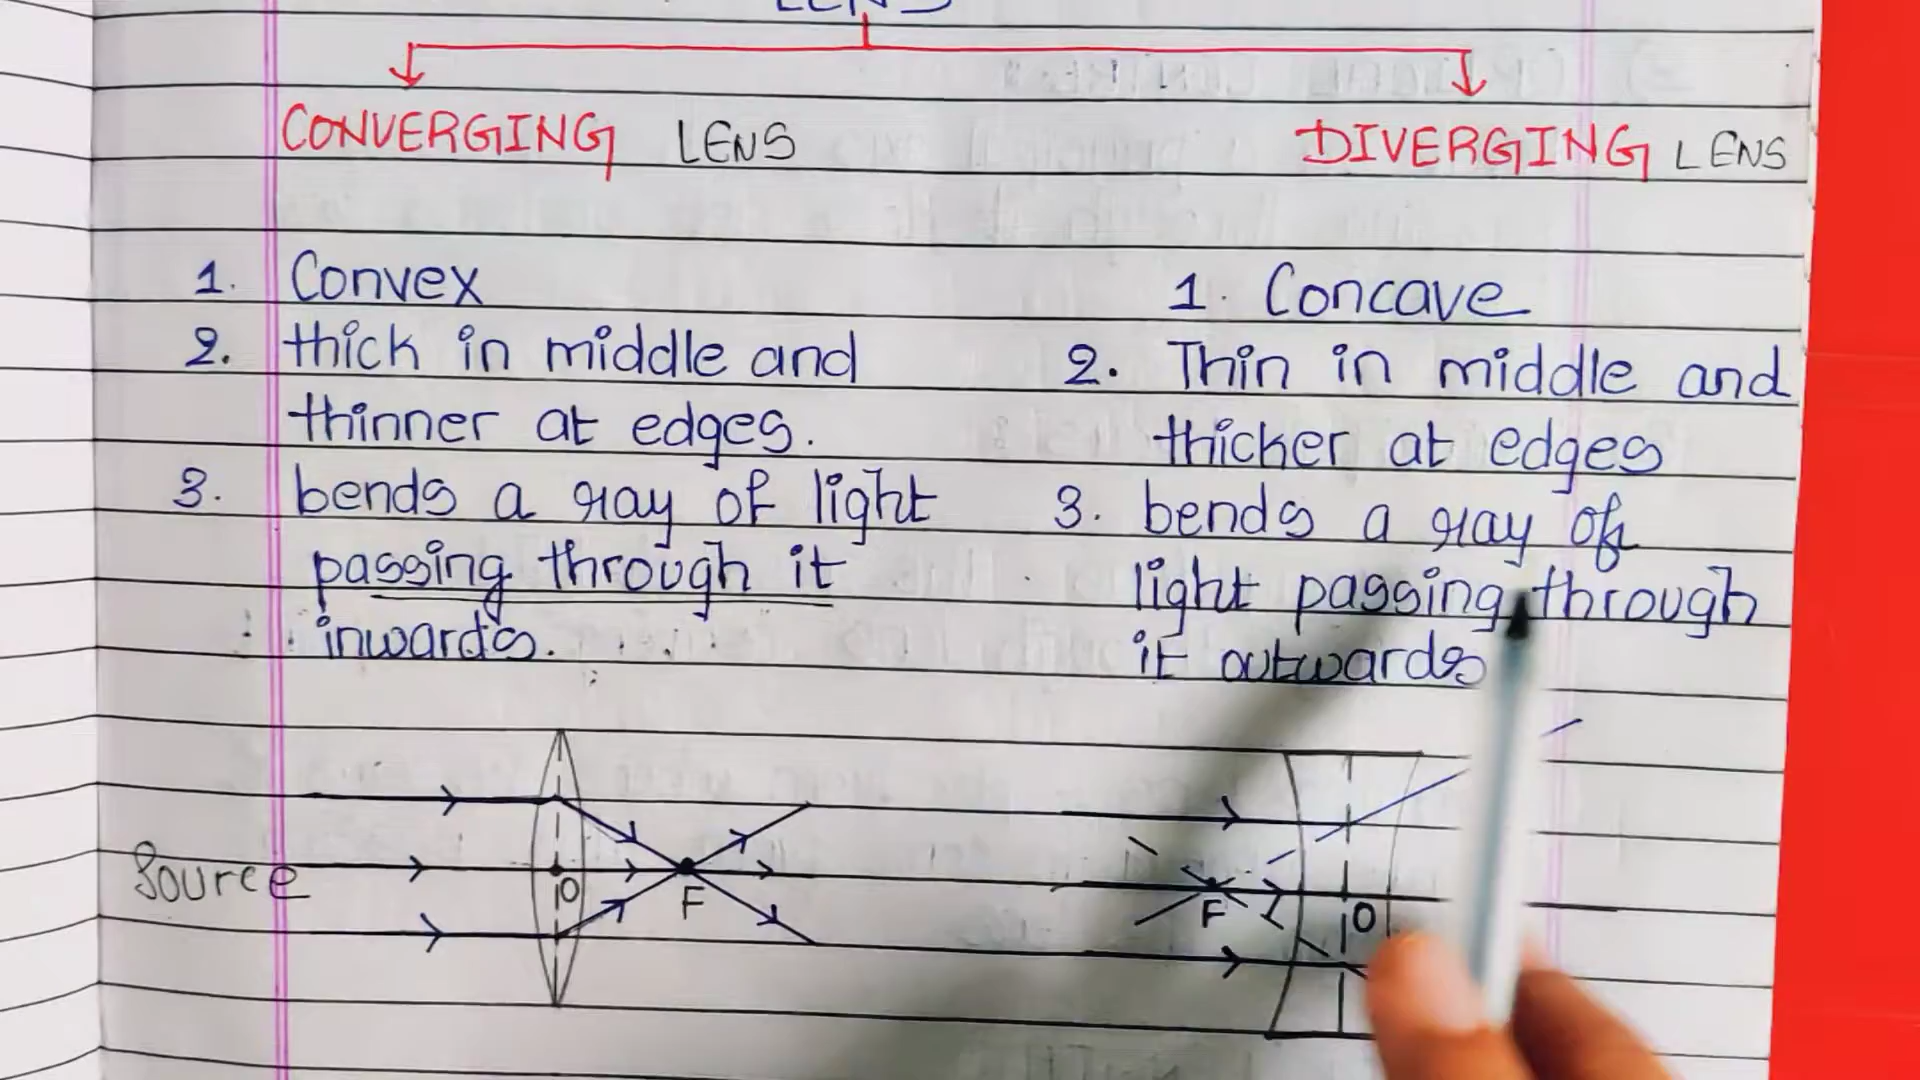 LENS
CONVERGING LENS
1. Convex
2. thick in middle and
thinner at edges.
3. bends a ray of light
passing through it
inwards.
DIVERGING LENS
1. Concave
2. Thin in middle and
thicker at edges
3. bends a ray of
light passing through
it outwards
Source
O
F
F
O